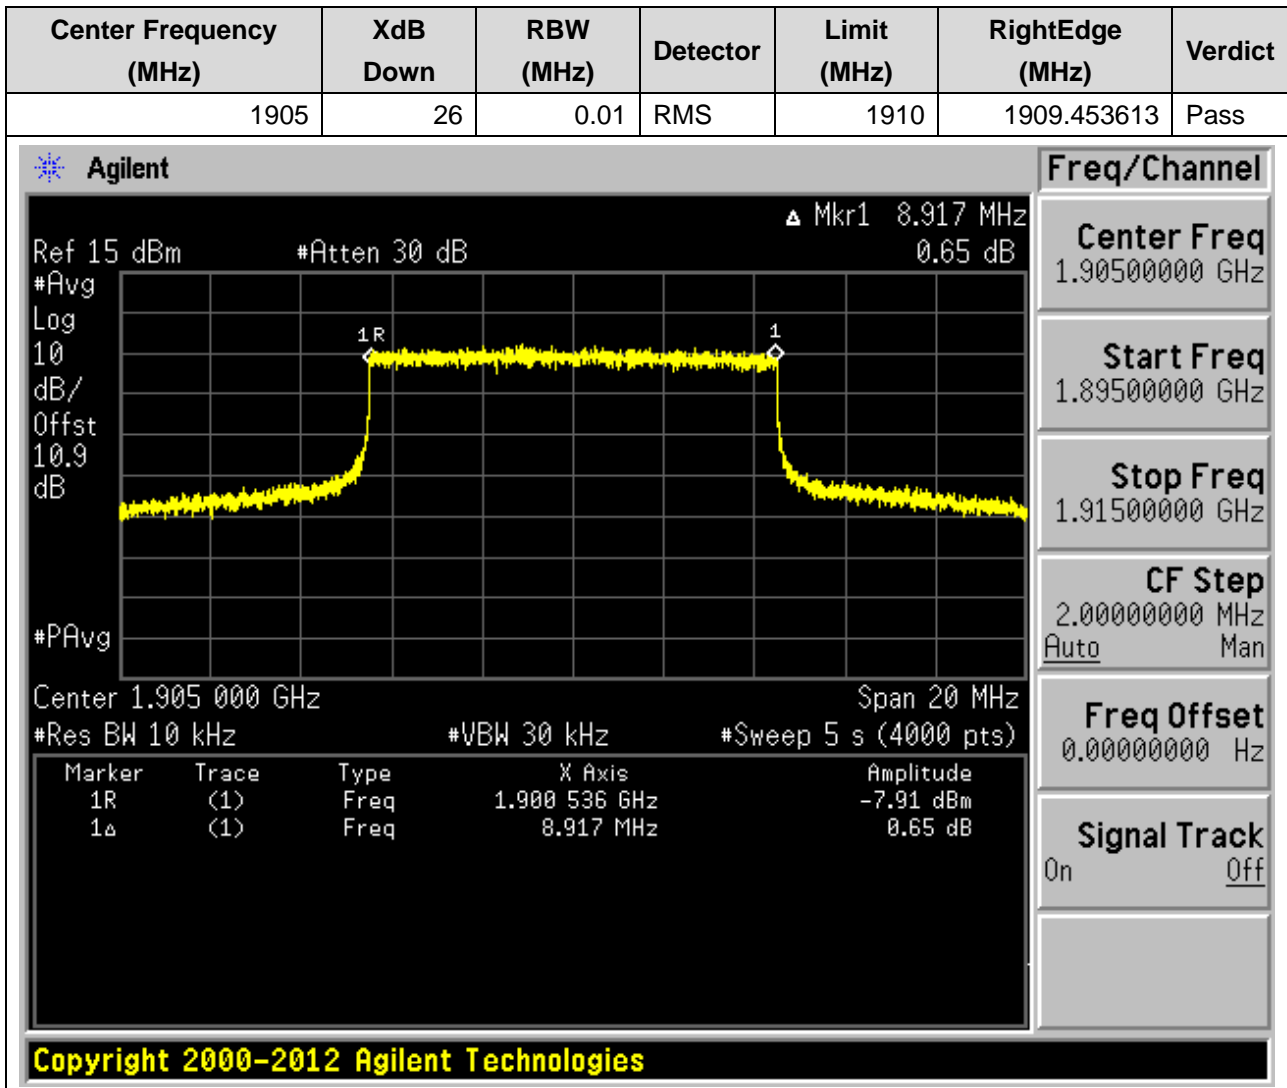 Center Frequency (MHz) XdB Down RBW (MHz) Detector Limit (MHz) RightEdge (MHz) Verdict
1905 26 0.01 RMS 1910 1909.453613 Pass
Agilent
Freq/Channel
Δ Mkr1 8.917 MHz
Ref 15 dBm #Atten 30 dB 0.65 dB
#Avg
Log
10
dB/
Offst
10.9
dB
#PAvg
1R
1
Center 1.905 000 GHz Span 20 MHz
#Res BW 10 kHz #VBW 30 kHz #Sweep 5 s (4000 pts)
Marker Trace Type X Axis Amplitude
1R (1) Freq 1.900 536 GHz -7.91 dBm
1Δ (1) Freq 8.917 MHz 0.65 dB
Center Freq
1.90500000 GHz
Start Freq
1.89500000 GHz
Stop Freq
1.91500000 GHz
CF Step
2.00000000 MHz
Auto Man
Freq Offset
0.00000000 Hz
Signal Track
On Off
Copyright 2000-2012 Agilent Technologies